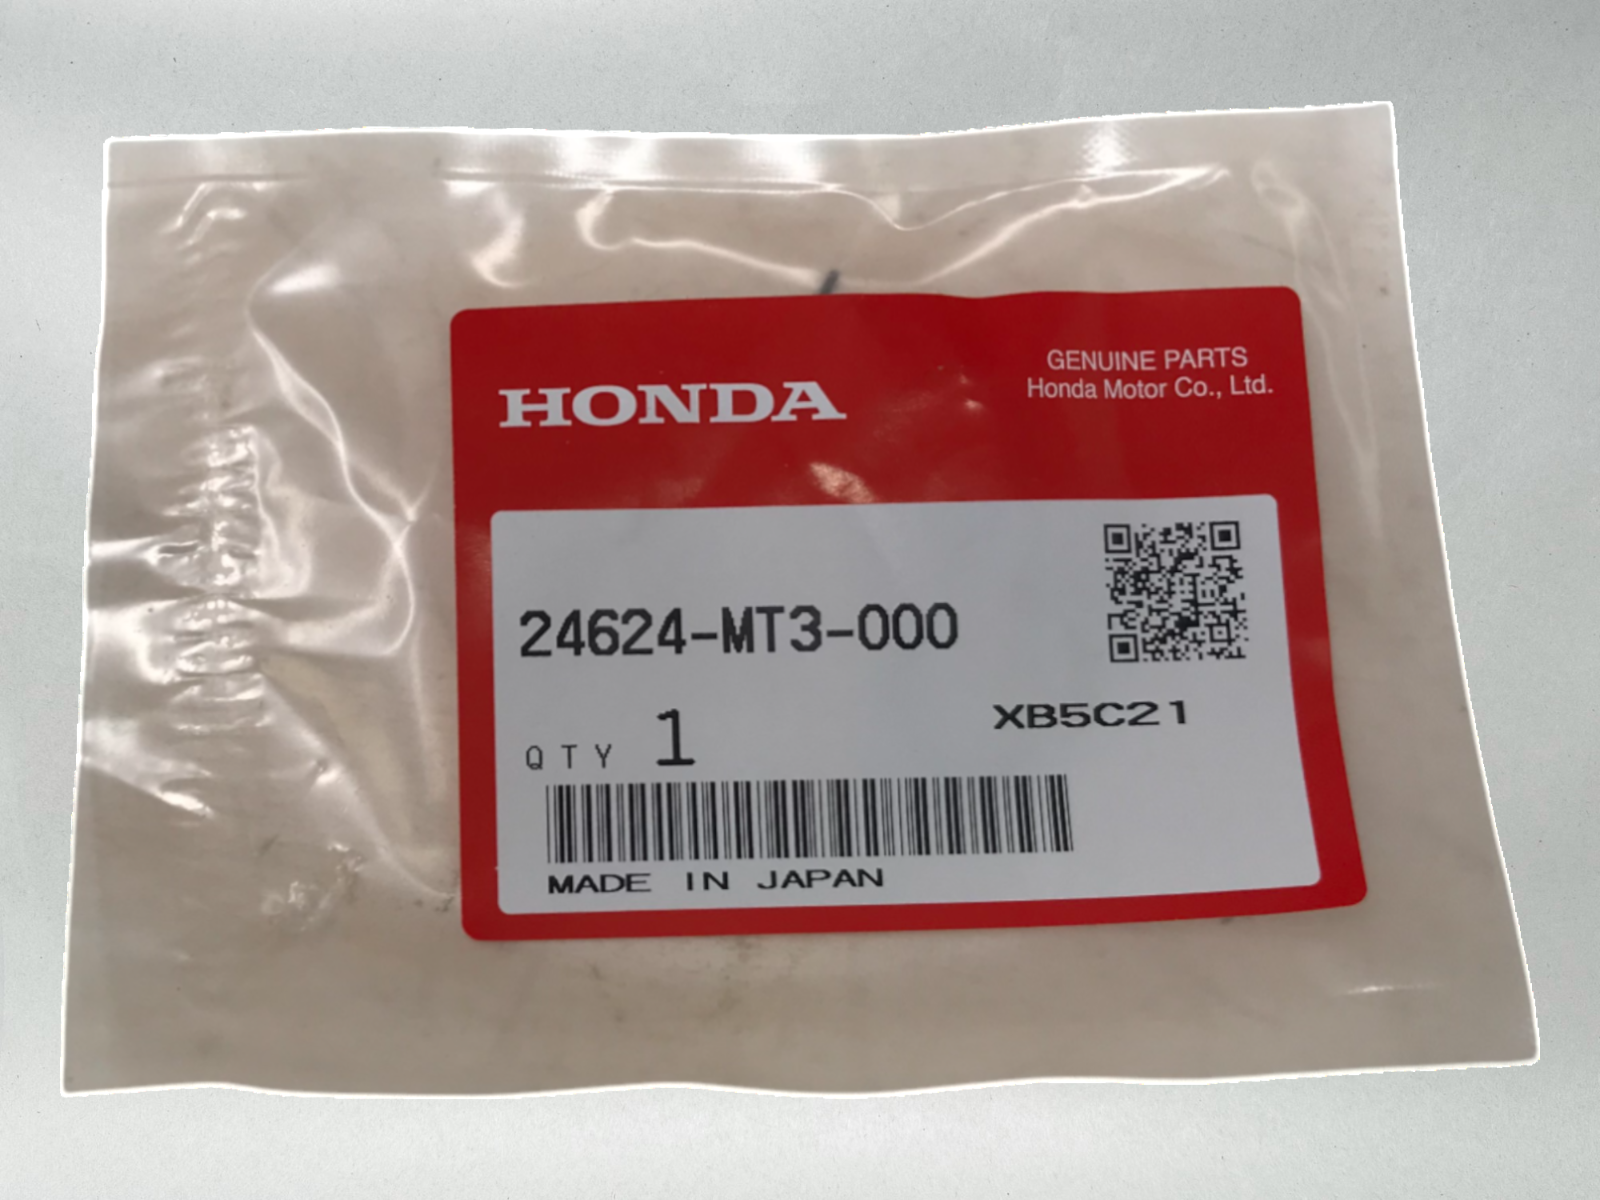 HONDA
GENUINE PARTS
Honda Motor Co., Ltd.
24624-MT3-000
XB5C21
QTY 1
MADE IN JAPAN